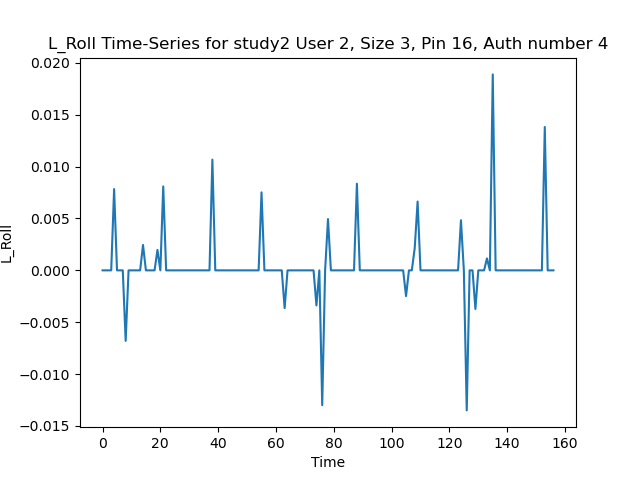 L_Roll Time-Series for study2 User 2, Size 3, Pin 16, Auth number 4
0.020
0.015
0.010
0.005
0.000
−0.005
−0.010
−0.015
L_Roll
0 20 40 60 80 100 120 140 160
Time